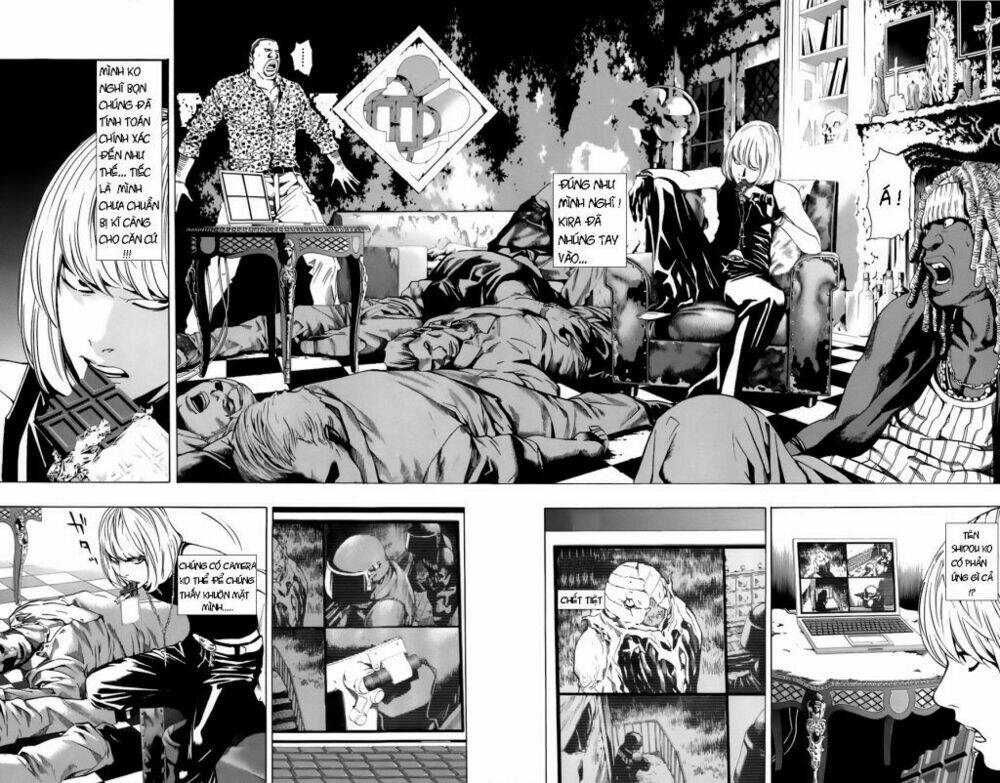 Á!
ĐÚNG NHƯ
MÌNH NGHĨ!
KIRA ĐÃ
NHÚNG TAY
VÀO...
......
MÌNH KO
NGHĨ BỌN
CHÚNG ĐÃ
TÍNH TOÁN
CHÍNH XÁC
ĐẾN NHƯ
THẾ... TIẾC
LÀ MÌNH
CHƯA CHUẨN
BỊ KĨ CÀNG
CHO CĂN CỨ
!!!
TÊN
SHIDOU KO
CÓ PHẢN
ỨNG GÌ CẢ
!?
CHẾT TIỆT
CHÚNG CÓ CAMERA
KO THỂ ĐỂ CHÚNG
THẤY KHUÔN MẶT
MÌNH.....